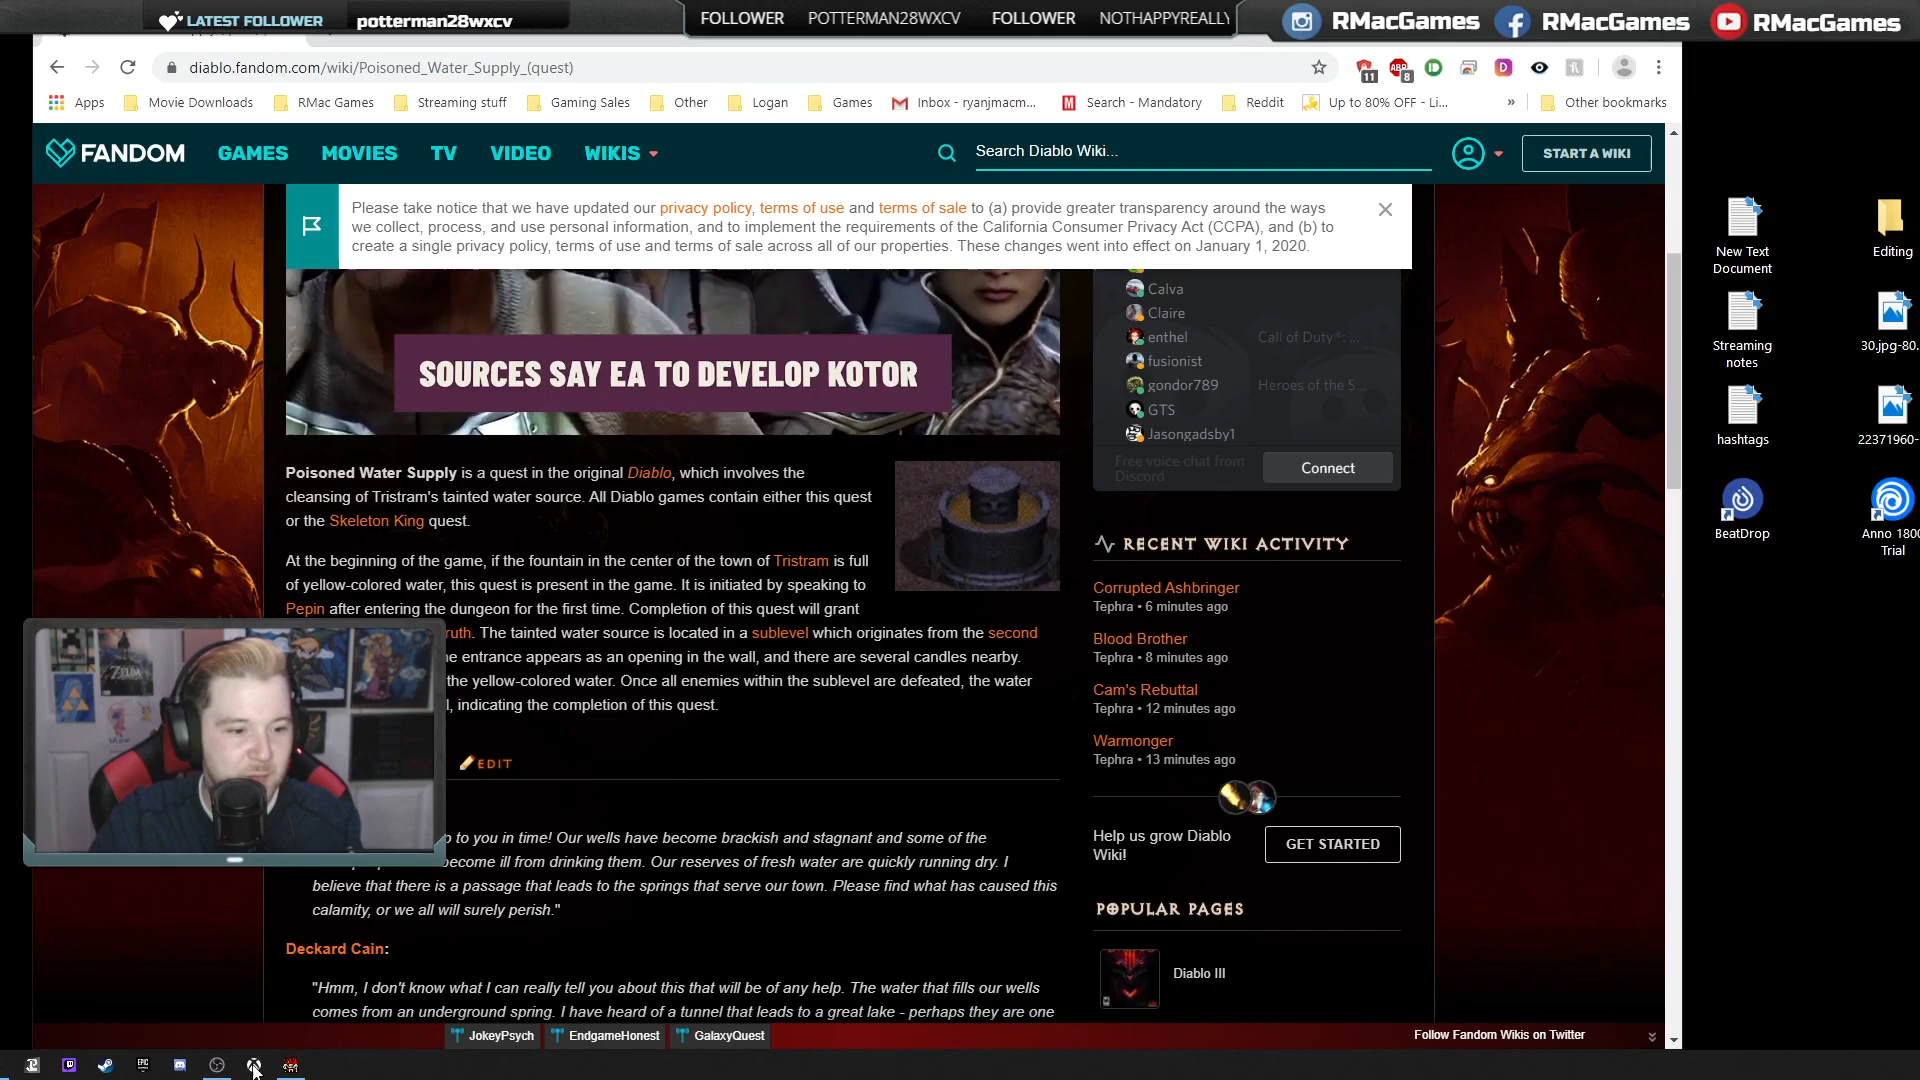 LATEST FOLLOWER potterman28wxcv FOLLOWER POTTERMAN28WXCV FOLLOWER NOTHAPPYREALLY RMacGames RMacGames RMacGames
diablo.fandom.com/wiki/Poisoned_Water_Supply_(quest) 11 ABP 8
Apps Movie Downloads RMac Games Streaming stuff Gaming Sales Other Logan Games Inbox - ryanjmacm... Search - Mandatory Reddit Up to 80% OFF - Li... » Other bookmarks
FANDOM GAMES MOVIES TV VIDEO WIKIS Search Diablo Wiki... START A WIKI
Please take notice that we have updated our privacy policy, terms of use and terms of sale to (a) provide greater transparency around the ways
we collect, process, and use personal information, and to implement the requirements of the California Consumer Privacy Act (CCPA), and (b) to
create a single privacy policy, terms of use and terms of sale across all of our properties. These changes went into effect on January 1, 2020.
SOURCES SAY EA TO DEVELOP KOTOR
Poisoned Water Supply is a quest in the original Diablo, which involves the
cleansing of Tristram's tainted water source. All Diablo games contain either this quest
or the Skeleton King quest.
At the beginning of the game, if the fountain in the center of the town of Tristram is full
of yellow-colored water, this quest is present in the game. It is initiated by speaking to
Pepin after entering the dungeon for the first time. Completion of this quest will grant
ruth. The tainted water source is located in a sublevel which originates from the second
e entrance appears as an opening in the wall, and there are several candles nearby.
the yellow-colored water. Once all enemies within the sublevel are defeated, the water
l, indicating the completion of this quest.
EDIT
p to you in time! Our wells have become brackish and stagnant and some of the
ecome ill from drinking them. Our reserves of fresh water are quickly running dry. I
believe that there is a passage that leads to the springs that serve our town. Please find what has caused this
calamity, or we all will surely perish."
Deckard Cain:
"Hmm, I don't know what I can really tell you about this that will be of any help. The water that fills our wells
comes from an underground spring. I have heard of a tunnel that leads to a great lake - perhaps they are one
Calva
Claire
enthel Call of Duty®: ...
fusionist
gondor789 Heroes of the S...
GTS
Jasongadsby1
Free voice chat from
Discord
Connect
RECENT WIKI ACTIVITY
Corrupted Ashbringer
Tephra • 6 minutes ago
Blood Brother
Tephra • 8 minutes ago
Cam's Rebuttal
Tephra • 12 minutes ago
Warmonger
Tephra • 13 minutes ago
Help us grow Diablo
Wiki!
GET STARTED
POPULAR PAGES
Diablo III
JokeyPsych EndgameHonest GalaxyQuest Follow Fandom Wikis on Twitter
New Text
Document
Editing
Streaming
notes
30.jpg-80.
hashtags
22371960-
BeatDrop
Anno 1800
Trial
ZELDA
EPIC